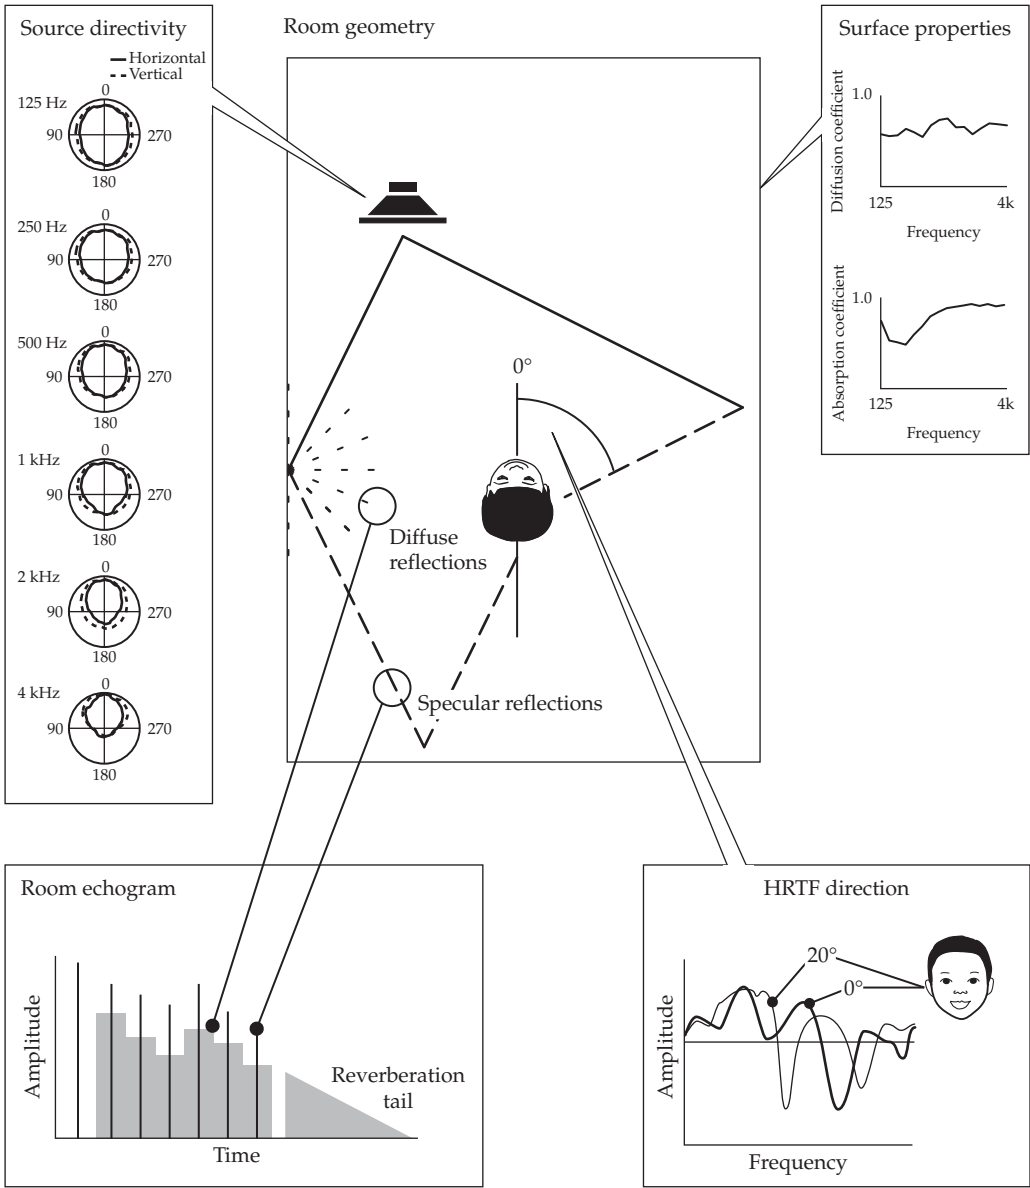 Source directivity
Horizontal
Vertical
125 Hz
0
90
270
180
250 Hz
0
90
270
180
500 Hz
0
90
270
180
1 kHz
0
90
270
180
2 kHz
0
90
270
180
4 kHz
0
90
270
180
Room geometry
0°
Diffuse
reflections
Specular reflections
Surface properties
Diffusion coefficient
1.0
125
4k
Frequency
Absorption coefficient
1.0
125
4k
Frequency
Room echogram
Amplitude
Reverberation
tail
Time
HRTF direction
20°
0°
Amplitude
Frequency